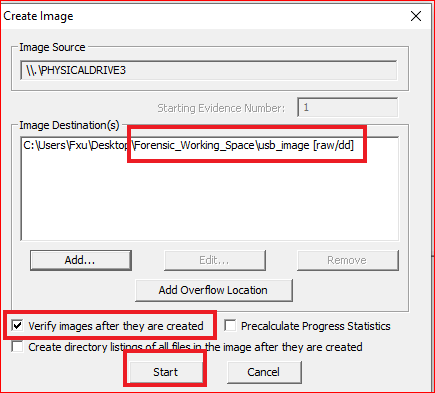 Create Image
Image Source
\\.\PHYSICALDRIVE3
Starting Evidence Number: 1
Image Destination(s)
C:\Users\Fxu\Desktop\Forensic_Working_Space\usb_image [raw/dd]
Add... Edit... Remove
Add Overflow Location
Verify images after they are created Precalculate Progress Statistics
Create directory listings of all files in the image after they are created
Start Cancel